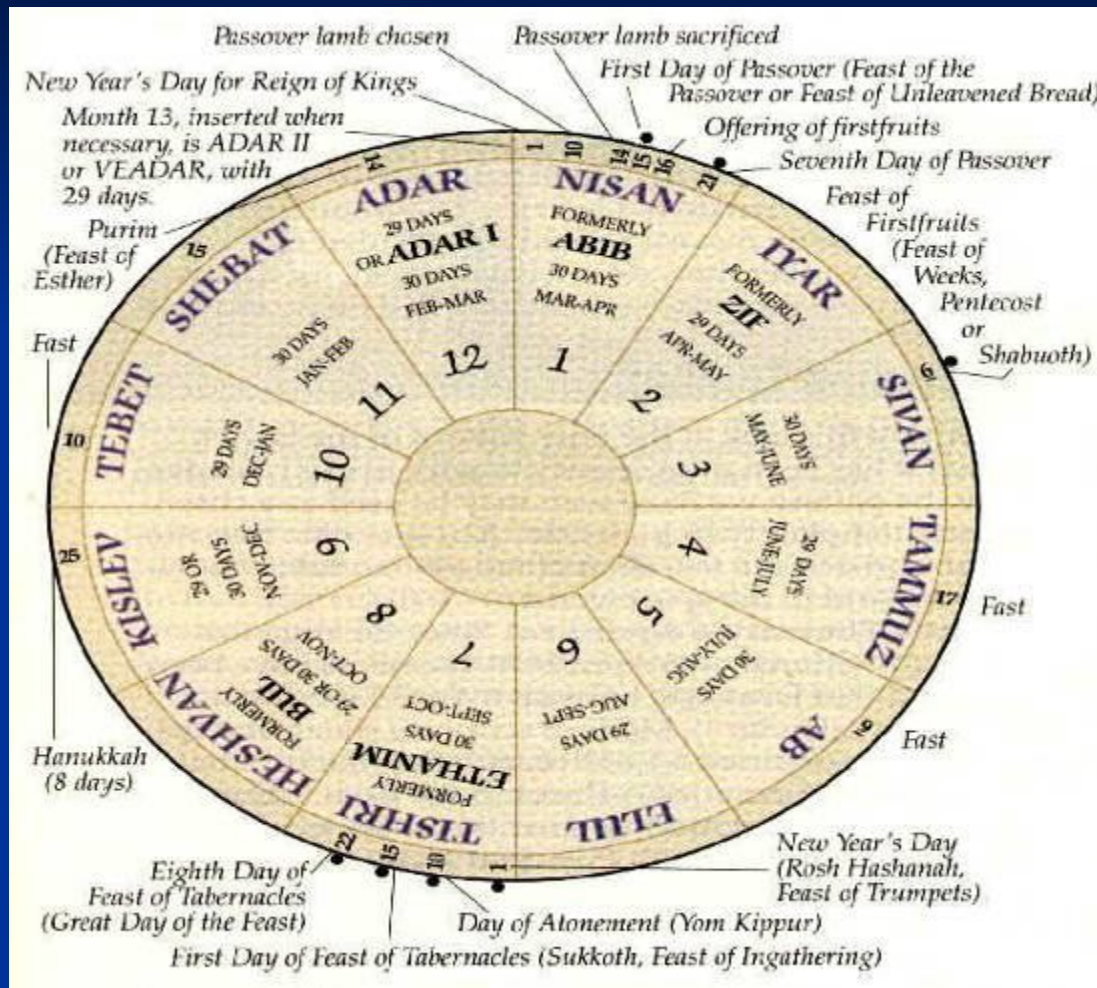 Passover lamb chosen
Passover lamb sacrificed
New Year's Day for Reign of Kings
First Day of Passover (Feast of the
Passover or Feast of Unleavened Bread)
Month 13, inserted when
necessary, is ADAR II
or VEADAR, with
29 days.
Offering of firstfruits
Seventh Day of Passover
Purim
(Feast of
Esther)
Feast of
Firstfruits
(Feast of
Weeks,
Pentecost
or
Shabuoth)
Fast
1
10
14
15
16
21
NISAN
FORMERLY
ABIB
30 DAYS
MAR-APR
1
IYAR
FORMERLY
ZIF
29 DAYS
APR-MAY
2
6
SIVAN
30 DAYS
MAY-JUNE
3
17
TAMMUZ
29 DAYS
JUNE-JULY
4
Fast
AB
30 DAYS
JULY-AUG
5
Fast
ELUL
29 DAYS
AUG-SEPT
6
1
10
15
22
TISHRI
FORMERLY
ETHANIM
30 DAYS
SEPT-OCT
7
HESHVAN
FORMERLY
BUL
29 OR 30 DAYS
OCT-NOV
8
25
KISLEV
29 OR
30 DAYS
NOV-DEC
9
10
TEBET
29 DAYS
DEC-JAN
10
15
SHEBAT
30 DAYS
JAN-FEB
11
14
ADAR
29 DAYS
OR ADAR I
30 DAYS
FEB-MAR
12
Hanukkah
(8 days)
New Year's Day
(Rosh Hashanah,
Feast of Trumpets)
Eighth Day of
Feast of Tabernacles
(Great Day of the Feast)
Day of Atonement (Yom Kippur)
First Day of Feast of Tabernacles (Sukkoth, Feast of Ingathering)